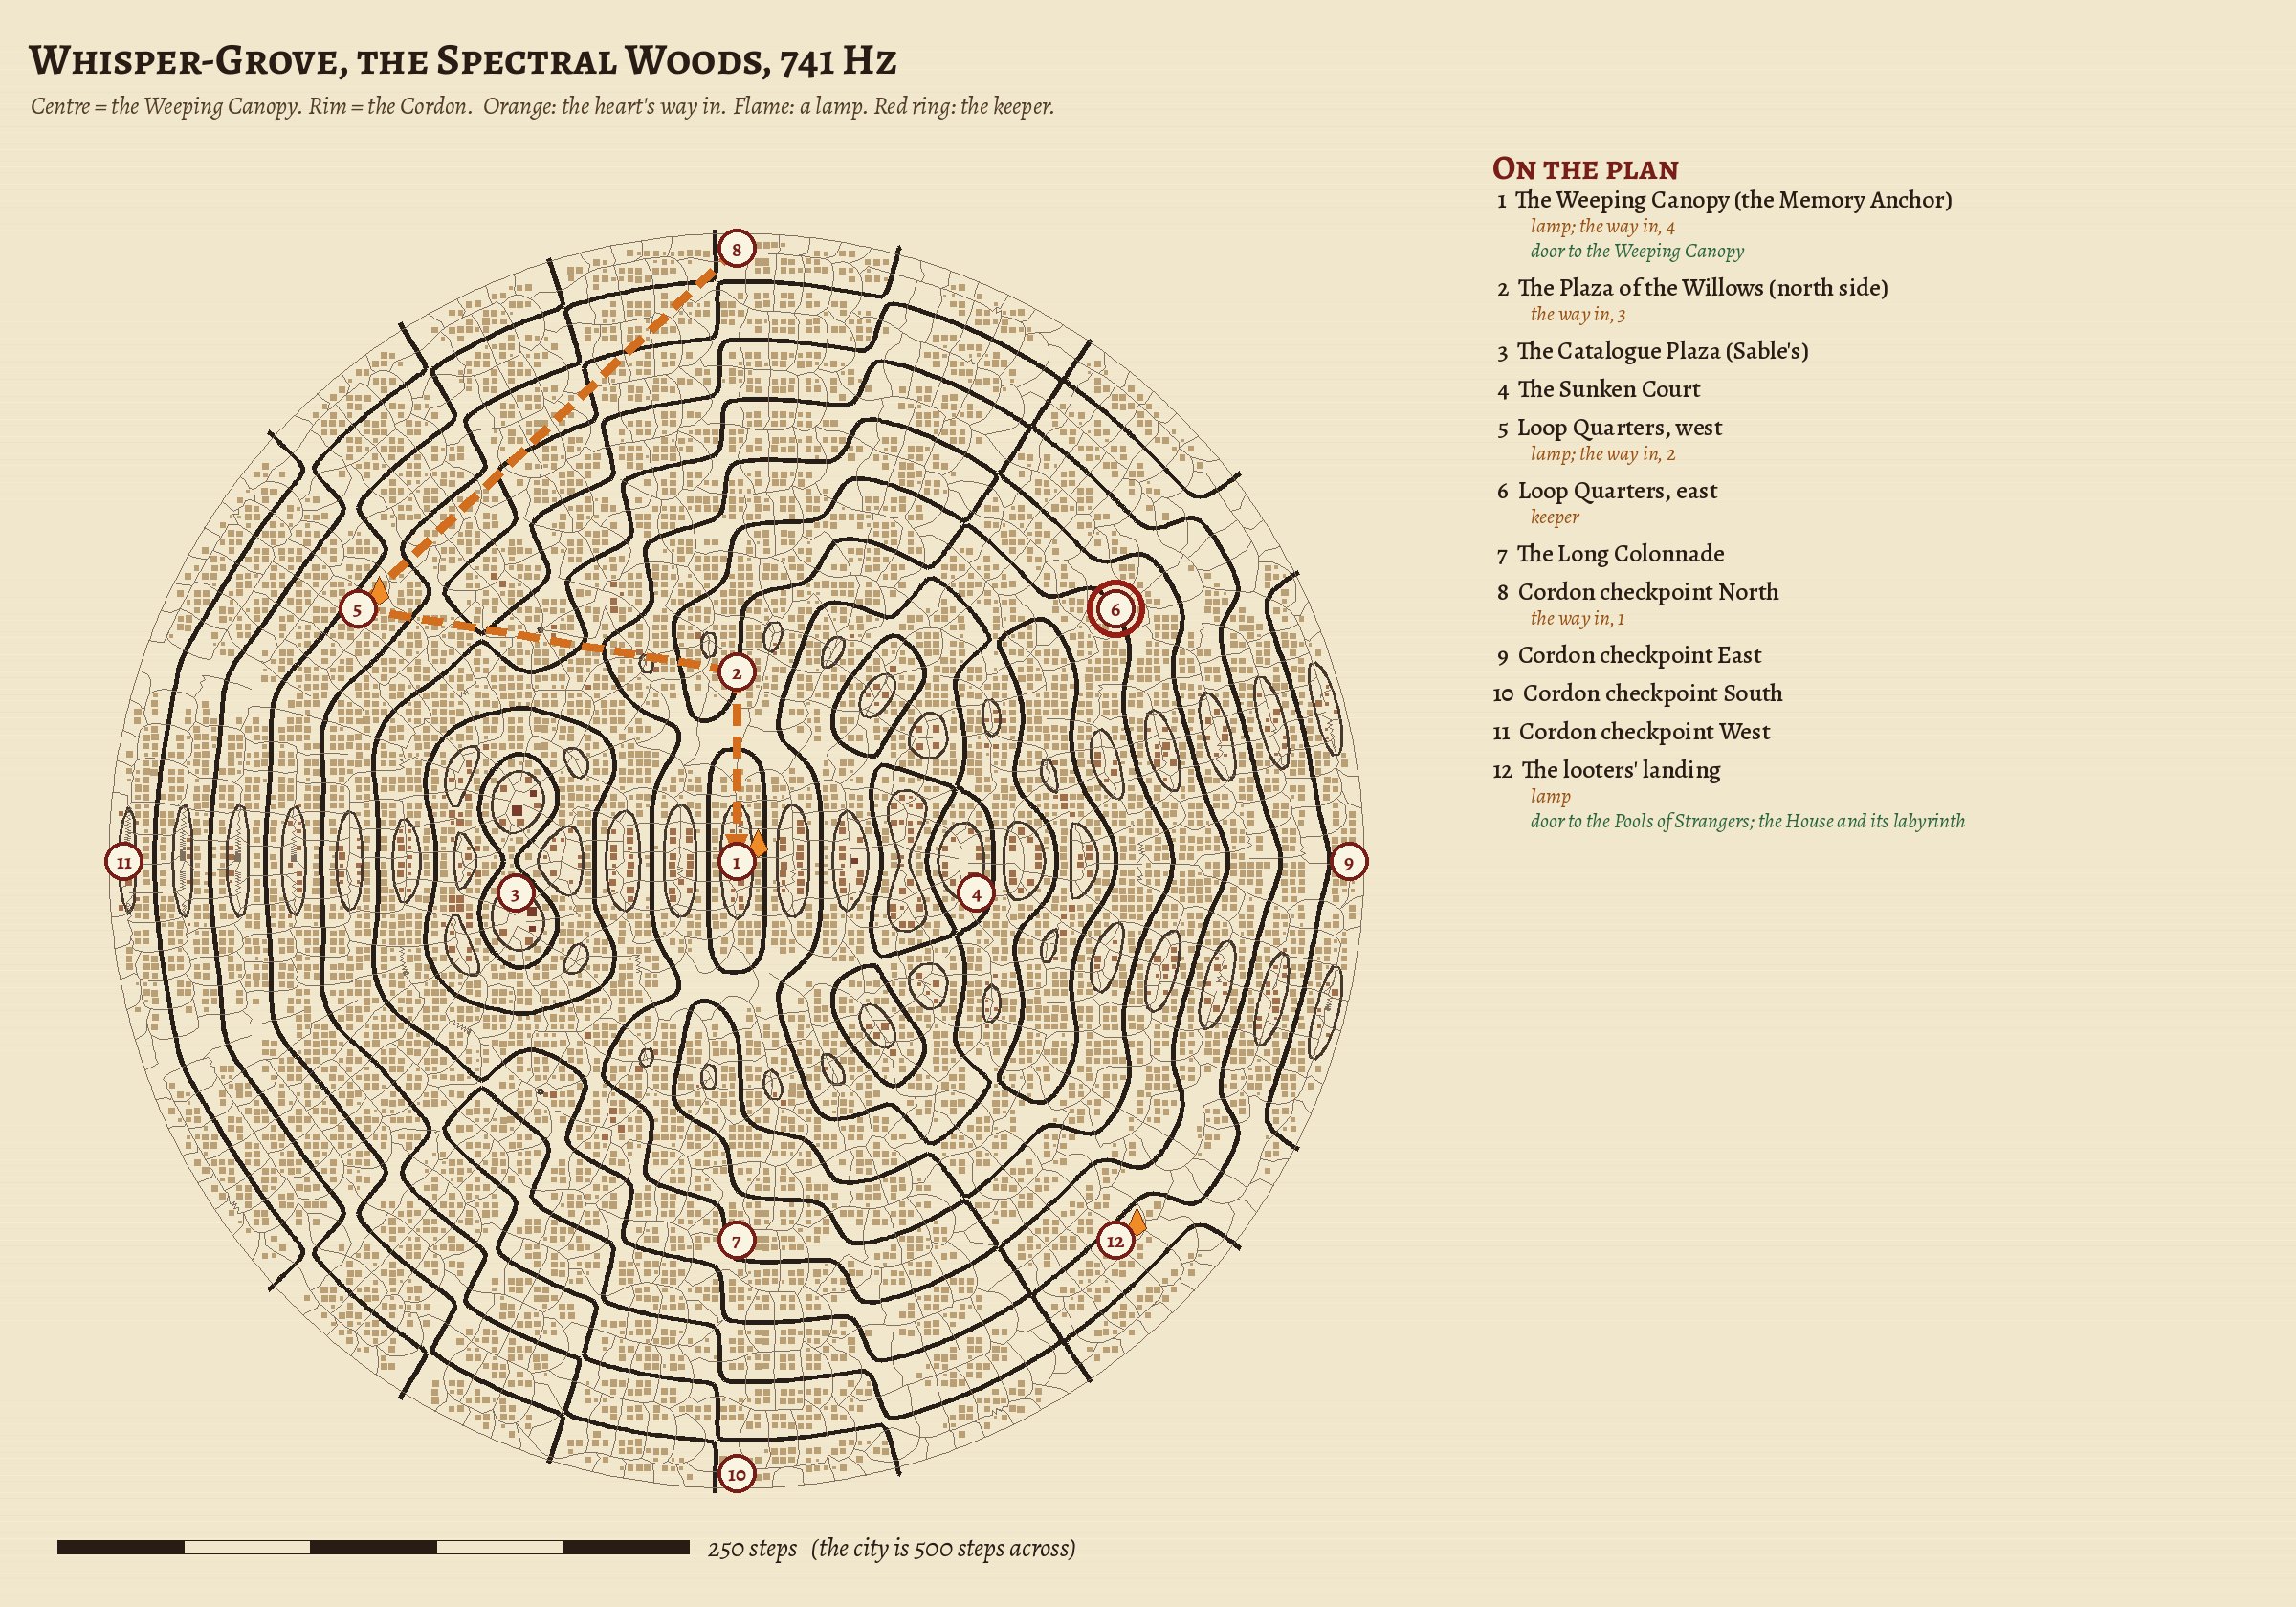 Whisper-Grove, the Spectral Woods, 741 Hz
Centre = the Weeping Canopy. Rim = the Cordon. Orange: the heart's way in. Flame: a lamp. Red ring: the keeper.
On the plan
1 The Weeping Canopy (the Memory Anchor)
lamp; the way in, 4
door to the Weeping Canopy
2 The Plaza of the Willows (north side)
the way in, 3
3 The Catalogue Plaza (Sable's)
4 The Sunken Court
5 Loop Quarters, west
lamp; the way in, 2
6 Loop Quarters, east
keeper
7 The Long Colonnade
8 Cordon checkpoint North
the way in, 1
9 Cordon checkpoint East
10 Cordon checkpoint South
11 Cordon checkpoint West
12 The looters' landing
lamp
door to the Pools of Strangers; the House and its labyrinth
8
5
6
2
11
1
9
3
4
7
12
10
250 steps (the city is 500 steps across)